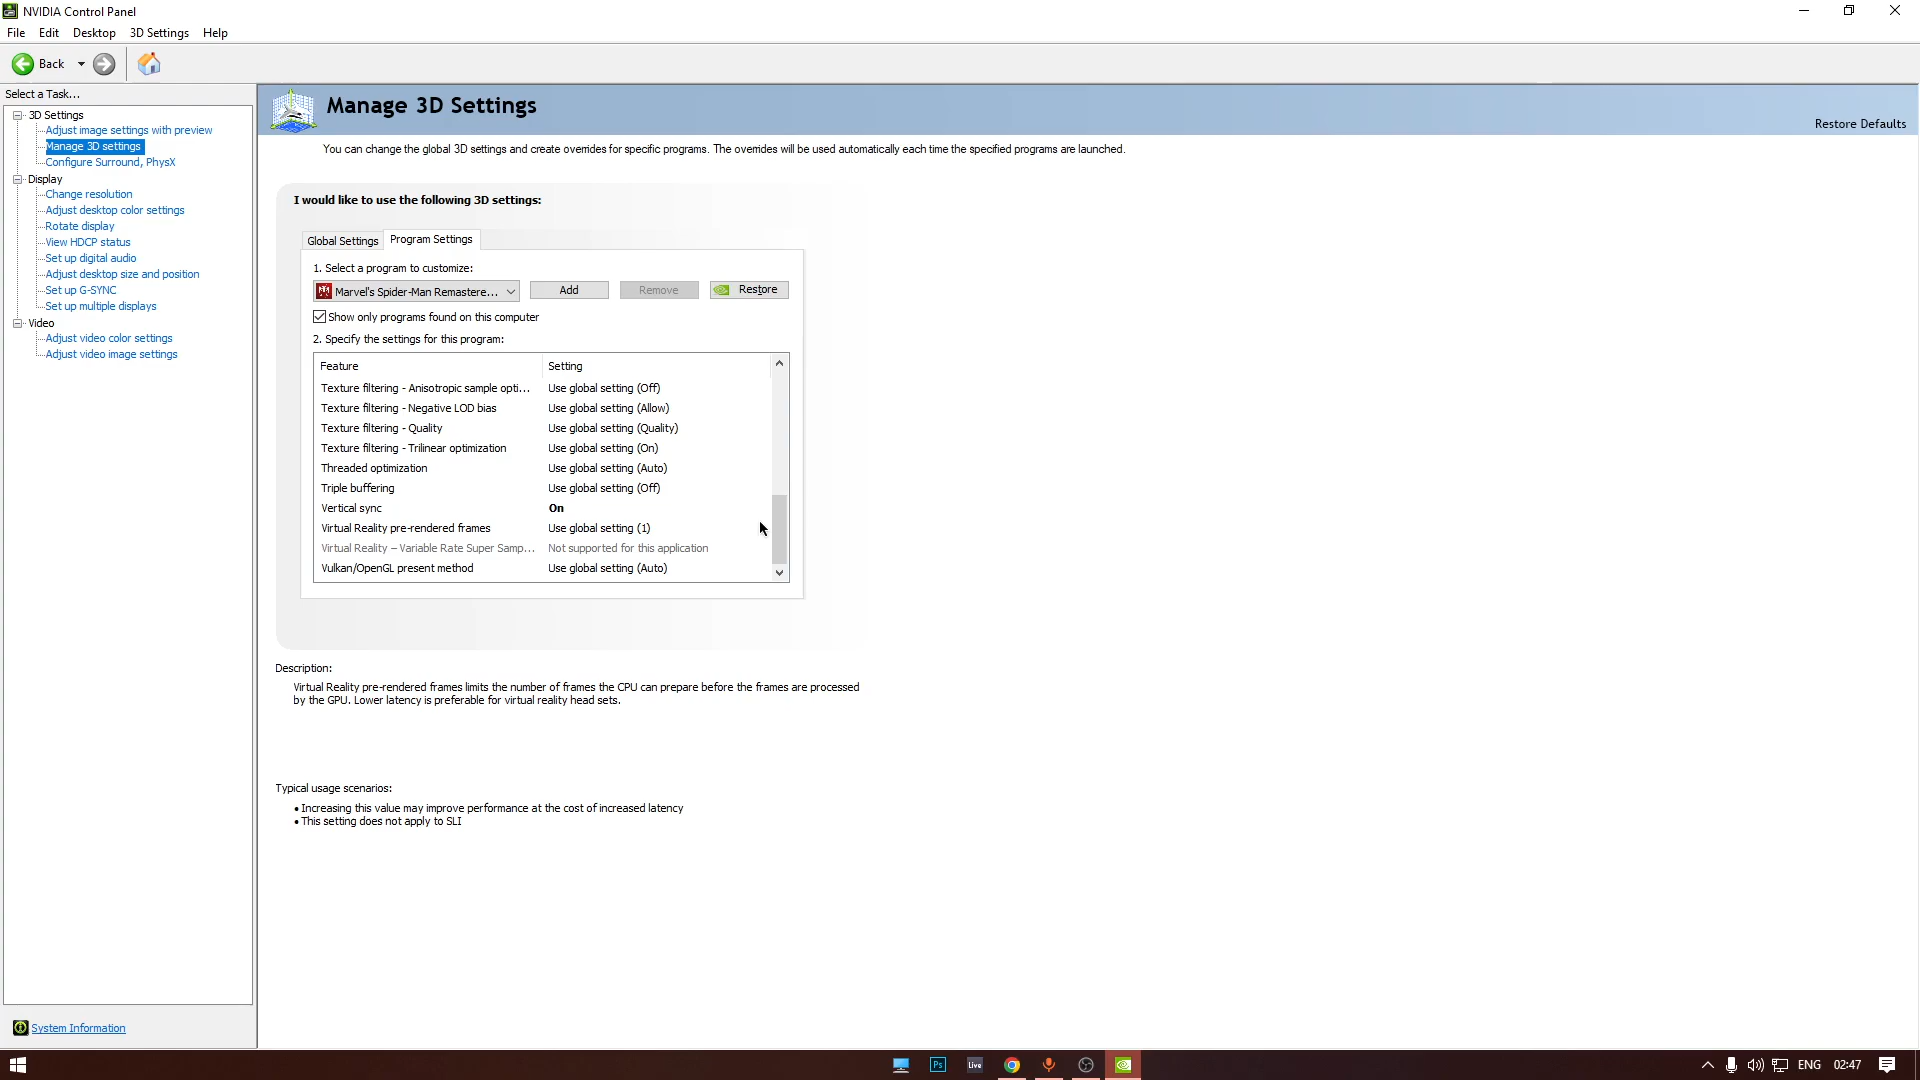 NVIDIA Control Panel
File Edit Desktop 3D Settings Help
Back
Select a Task...
3D Settings
Adjust image settings with preview
Manage 3D settings
Configure Surround, PhysX
Display
Change resolution
Adjust desktop color settings
Rotate display
View HDCP status
Set up digital audio
Adjust desktop size and position
Set up G-SYNC
Set up multiple displays
Video
Adjust video color settings
Adjust video image settings
System Information
Manage 3D Settings
Restore Defaults
You can change the global 3D settings and create overrides for specific programs. The overrides will be used automatically each time the specified programs are launched.
I would like to use the following 3D settings:
Global Settings Program Settings
1. Select a program to customize:
Marvel's Spider-Man Remastere... Add Remove Restore
Show only programs found on this computer
2. Specify the settings for this program:
Feature Setting
Texture filtering - Anisotropic sample opti... Use global setting (Off)
Texture filtering - Negative LOD bias Use global setting (Allow)
Texture filtering - Quality Use global setting (Quality)
Texture filtering - Trilinear optimization Use global setting (On)
Threaded optimization Use global setting (Auto)
Triple buffering Use global setting (Off)
Vertical sync On
Virtual Reality pre-rendered frames Use global setting (1)
Virtual Reality – Variable Rate Super Samp... Not supported for this application
Vulkan/OpenGL present method Use global setting (Auto)
Description:
Virtual Reality pre-rendered frames limits the number of frames the CPU can prepare before the frames are processed
by the GPU. Lower latency is preferable for virtual reality head sets.
Typical usage scenarios:
• Increasing this value may improve performance at the cost of increased latency
• This setting does not apply to SLI
Ps Live ENG 02:47